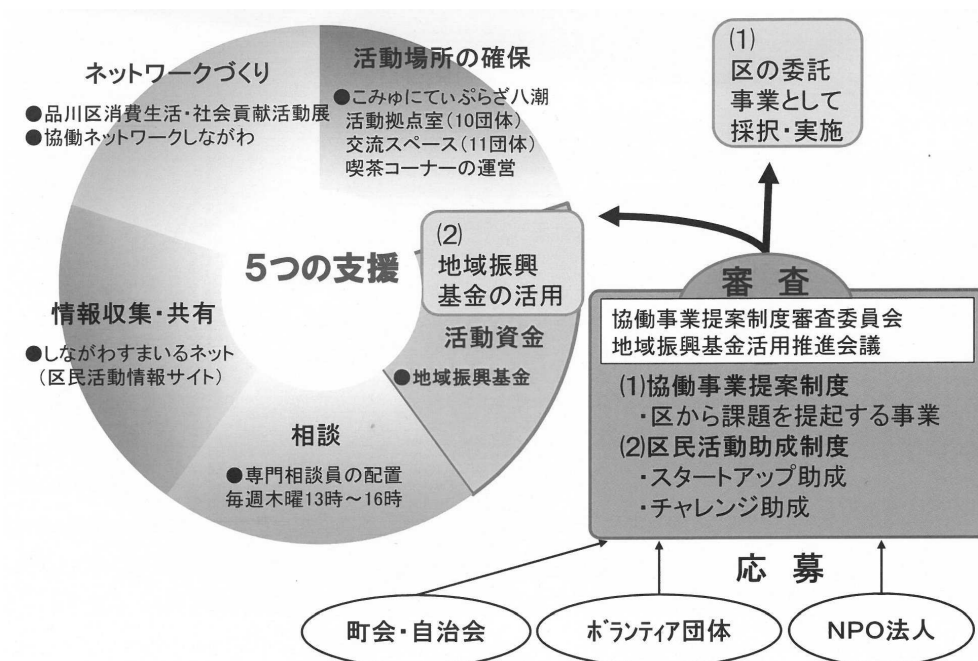 ネットワークづくり
●品川区消費生活・社会貢献活動展
●協働ネットワークしながわ
活動場所の確保
●こみゅにてぃぷらざ八潮
活動拠点室(10団体)
交流スペース(11団体)
喫茶コーナーの運営
5つの支援
情報収集・共有
●しながわすまいるネット
(区民活動情報サイト)
相談
●専門相談員の配置
毎週木曜13時～16時
(2)
地域振興
基金の活用
活動資金
●地域振興基金
(1)
区の委託
事業として
採択・実施
審査
協働事業提案制度審査委員会
地域振興基金活用推進会議
(1)協働事業提案制度
・区から課題を提起する事業
(2)区民活動助成制度
・スタートアップ助成
・チャレンジ助成
応募
町会・自治会
ボランティア団体
NPO法人